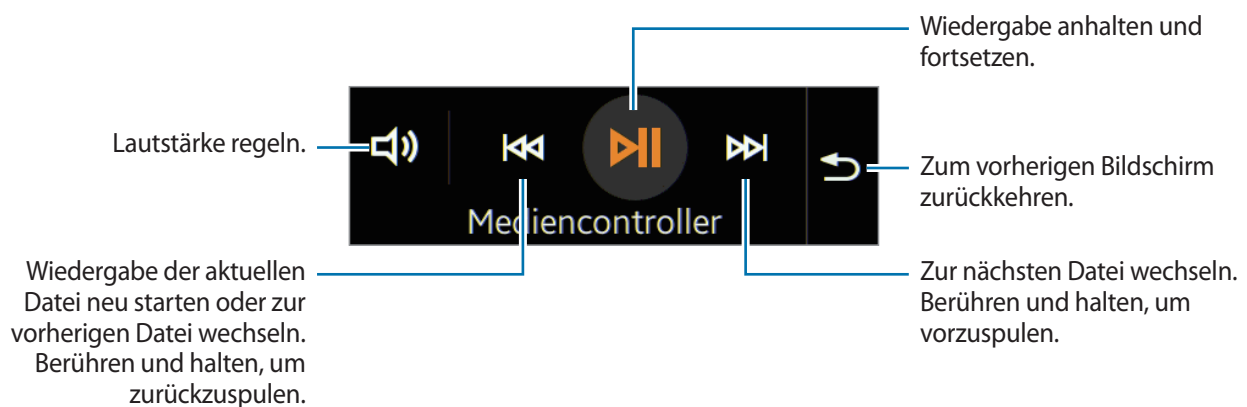 Wiedergabe anhalten und
fortsetzen.
Lautstärke regeln.
Zum vorherigen Bildschirm
zurückkehren.
Mediencontroller
Wiedergabe der aktuellen
Datei neu starten oder zur
vorherigen Datei wechseln.
Berühren und halten, um
zurückzuspulen.
Zur nächsten Datei wechseln.
Berühren und halten, um
vorzuspulen.